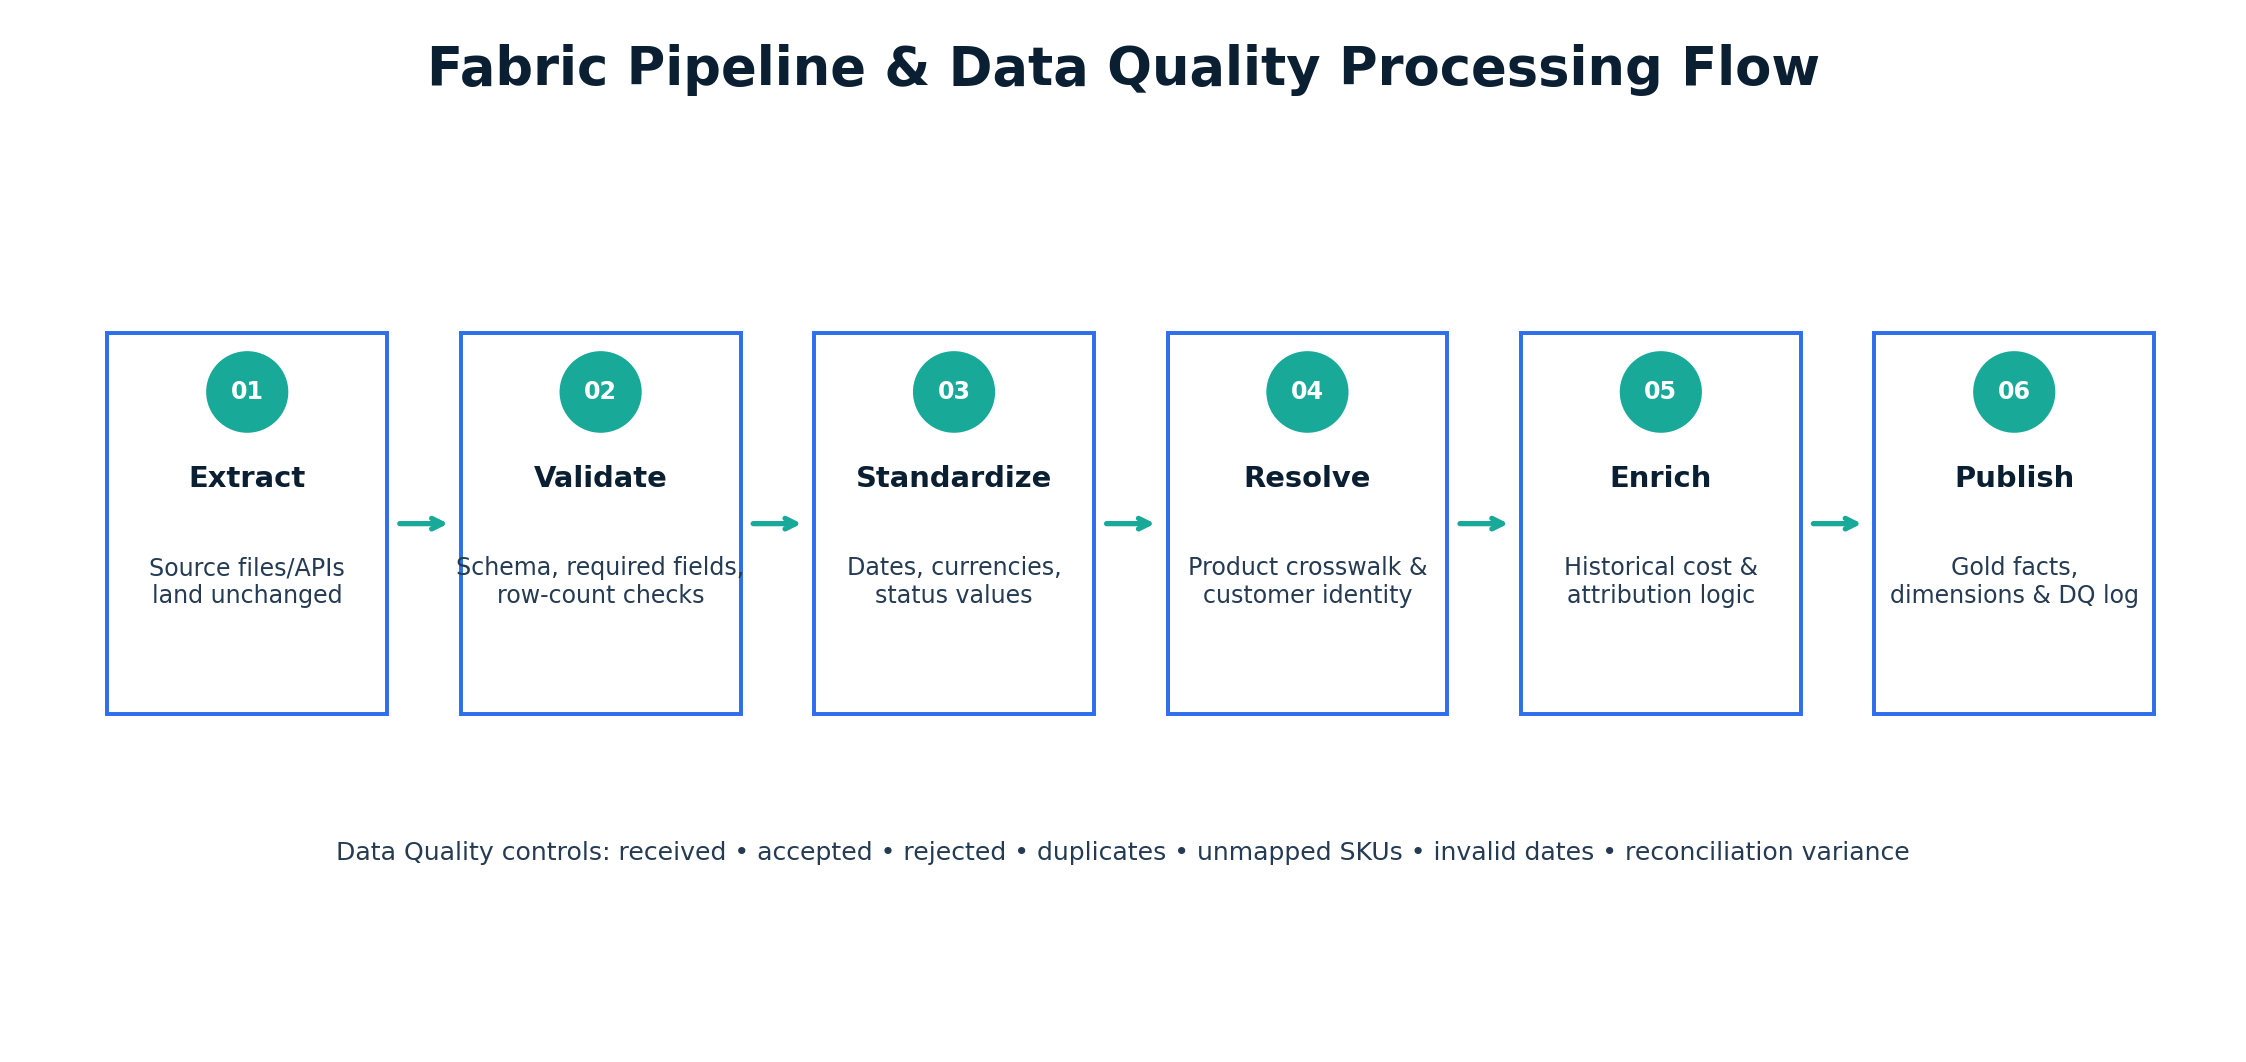 Fabric Pipeline & Data Quality Processing Flow
01
Extract
Source files/APIs
land unchanged
02
Validate
Schema, required fields,
row-count checks
03
Standardize
Dates, currencies,
status values
04
Resolve
Product crosswalk &
customer identity
05
Enrich
Historical cost &
attribution logic
06
Publish
Gold facts,
dimensions & DQ log
Data Quality controls: received • accepted • rejected • duplicates • unmapped SKUs • invalid dates • reconciliation variance